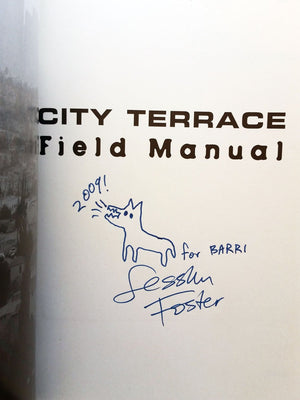 CITY TERRACE
Field Manual
2009!
for BARRI
Sesshu
Foster